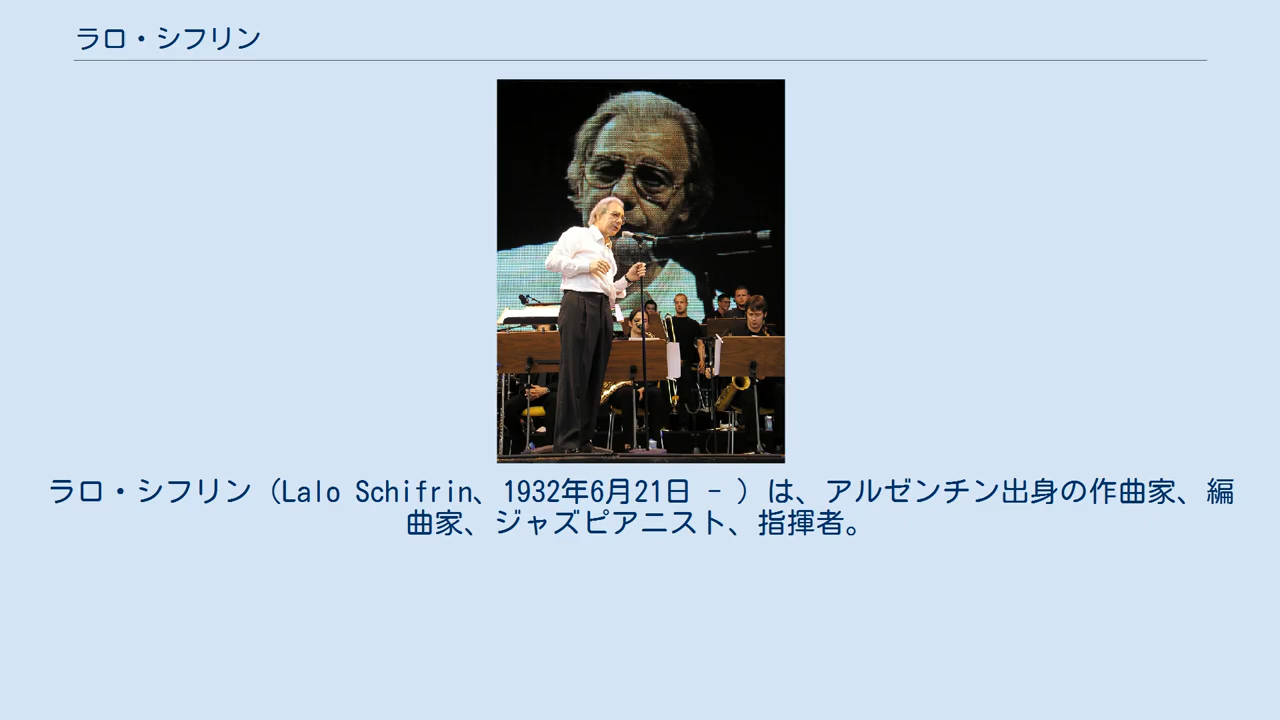 ラロ・シフリン
ラロ・シフリン（Lalo Schifrin、1932年6月21日 - ）は、アルゼンチン出身の作曲家、編
曲家、ジャズピアニスト、指揮者。